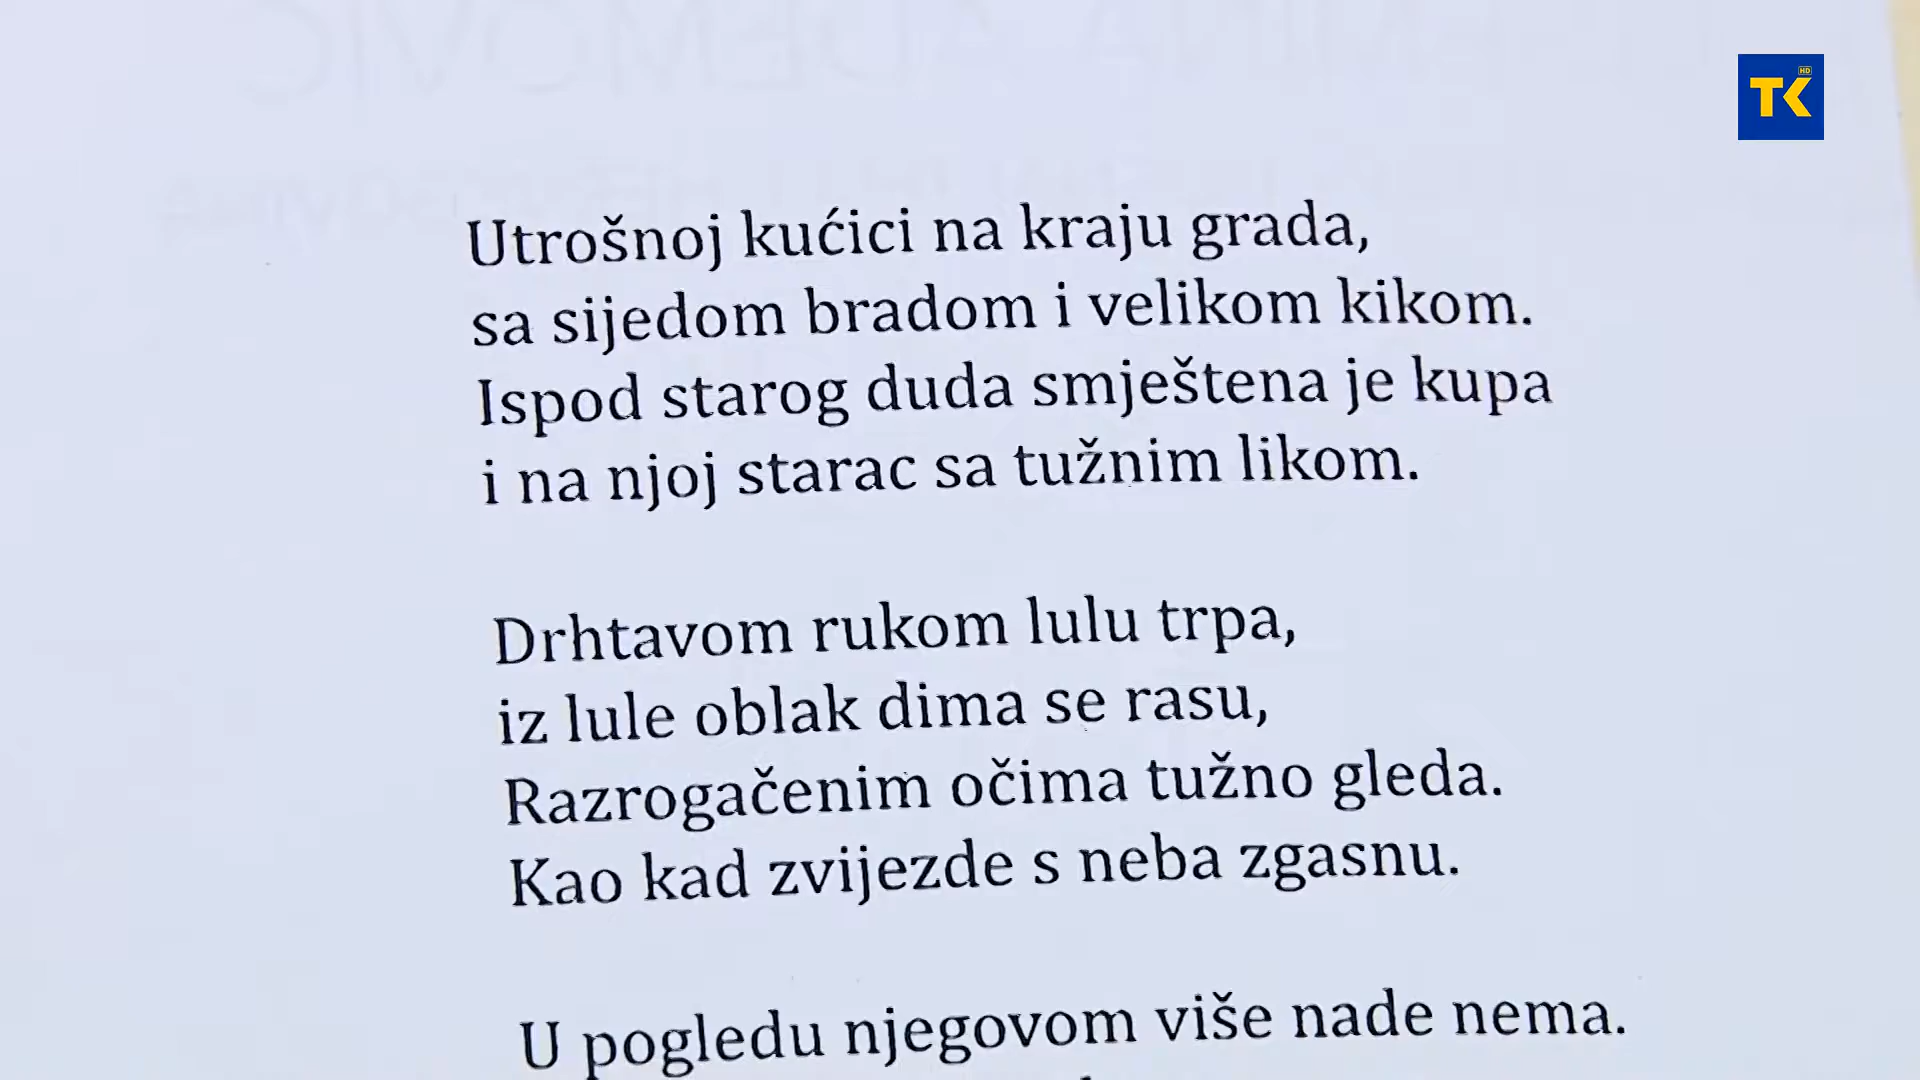 TK HD
Utrošnoj kućici na kraju grada,
sa sijedom bradom i velikom kikom.
Ispod starog duda smještena je kupa
i na njoj starac sa tužnim likom.
Drhtavom rukom lulu trpa,
iz lule oblak dima se rasu,
Razrogačenim očima tužno gleda.
Kao kad zvijezde s neba zgasnu.
U pogledu njegovom više nade nema.